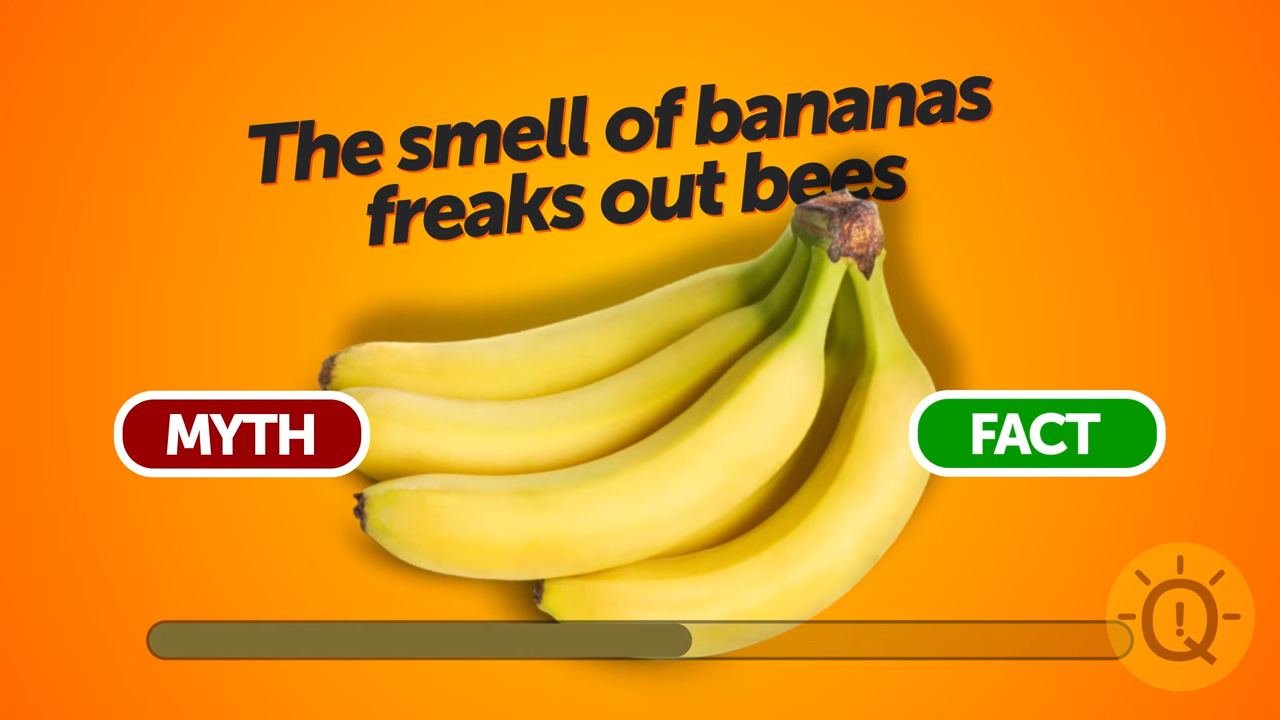 The smell of bananas
freaks out bees
MYTH
FACT
Q!